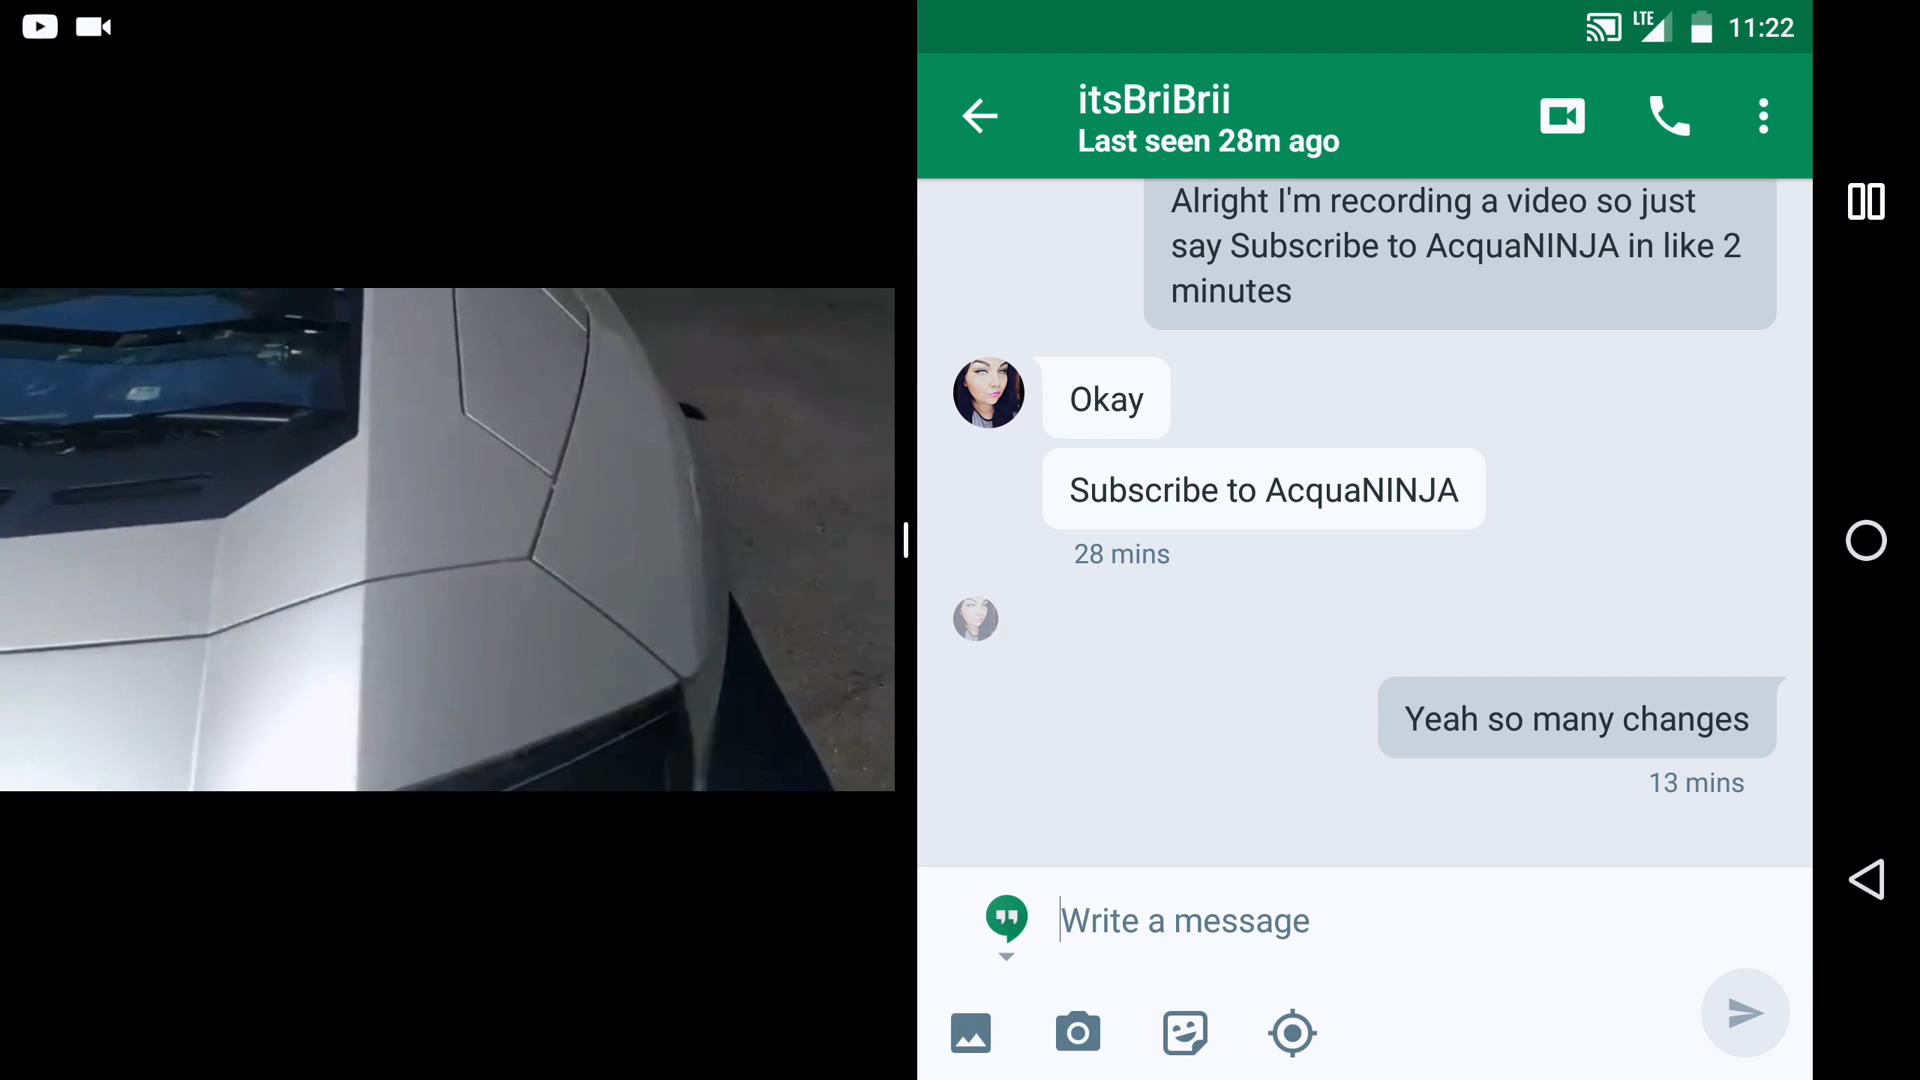 LTE 11:22
itsBriBrii
Last seen 28m ago
Alright I'm recording a video so just
say Subscribe to AcquaNINJA in like 2
minutes
Okay
Subscribe to AcquaNINJA
28 mins
Yeah so many changes
13 mins
Write a message